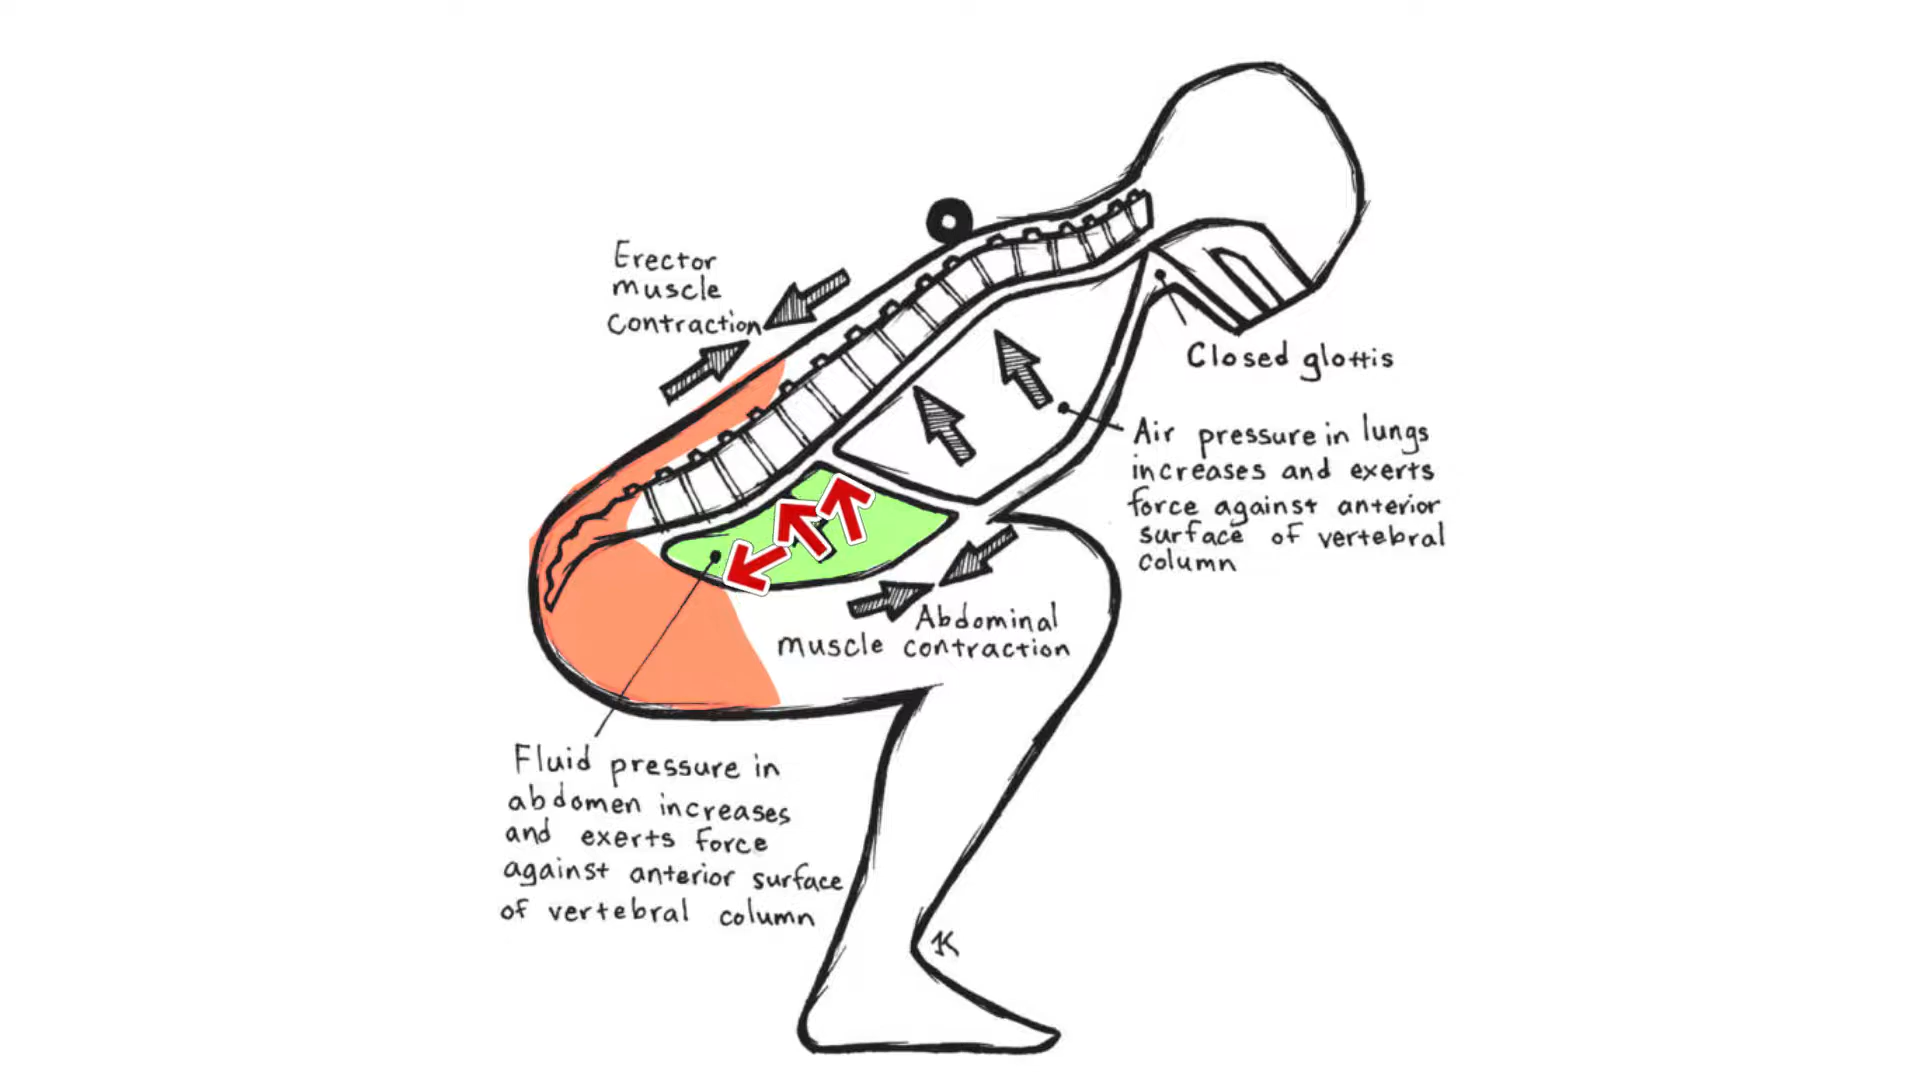 Erector
muscle
contraction
Closed glottis
Air pressure in lungs
increases and exerts
force against anterior
surface of vertebral
column
Abdominal
muscle contraction
Fluid pressure in
abdomen increases
and exerts force
against anterior surface
of vertebral column
K